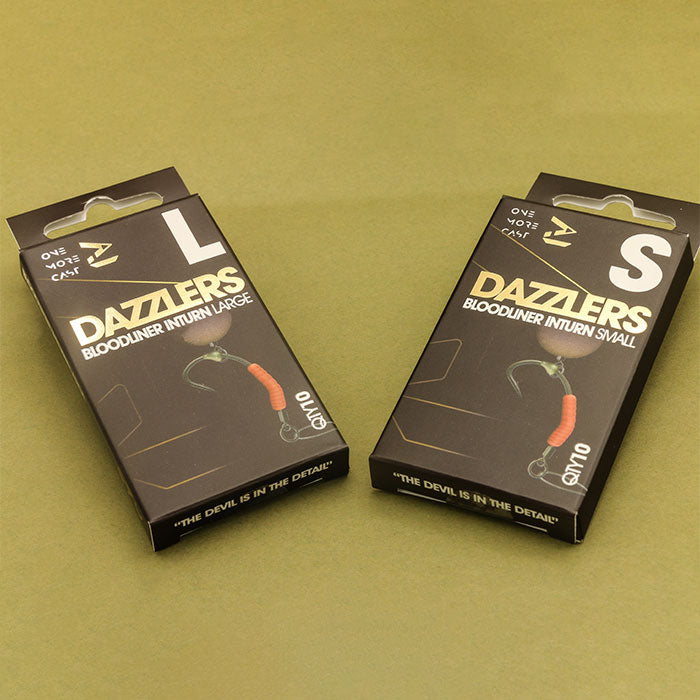 ONE
MORE
CAST
L
DAZZLERS
BLOODLINER INTURN LARGE
QTY10
"THE DEVIL IS IN THE DETAIL"
ONE
MORE
CAST
S
DAZZLERS
BLOODLINER INTURN SMALL
QTY10
"THE DEVIL IS IN THE DETAIL"